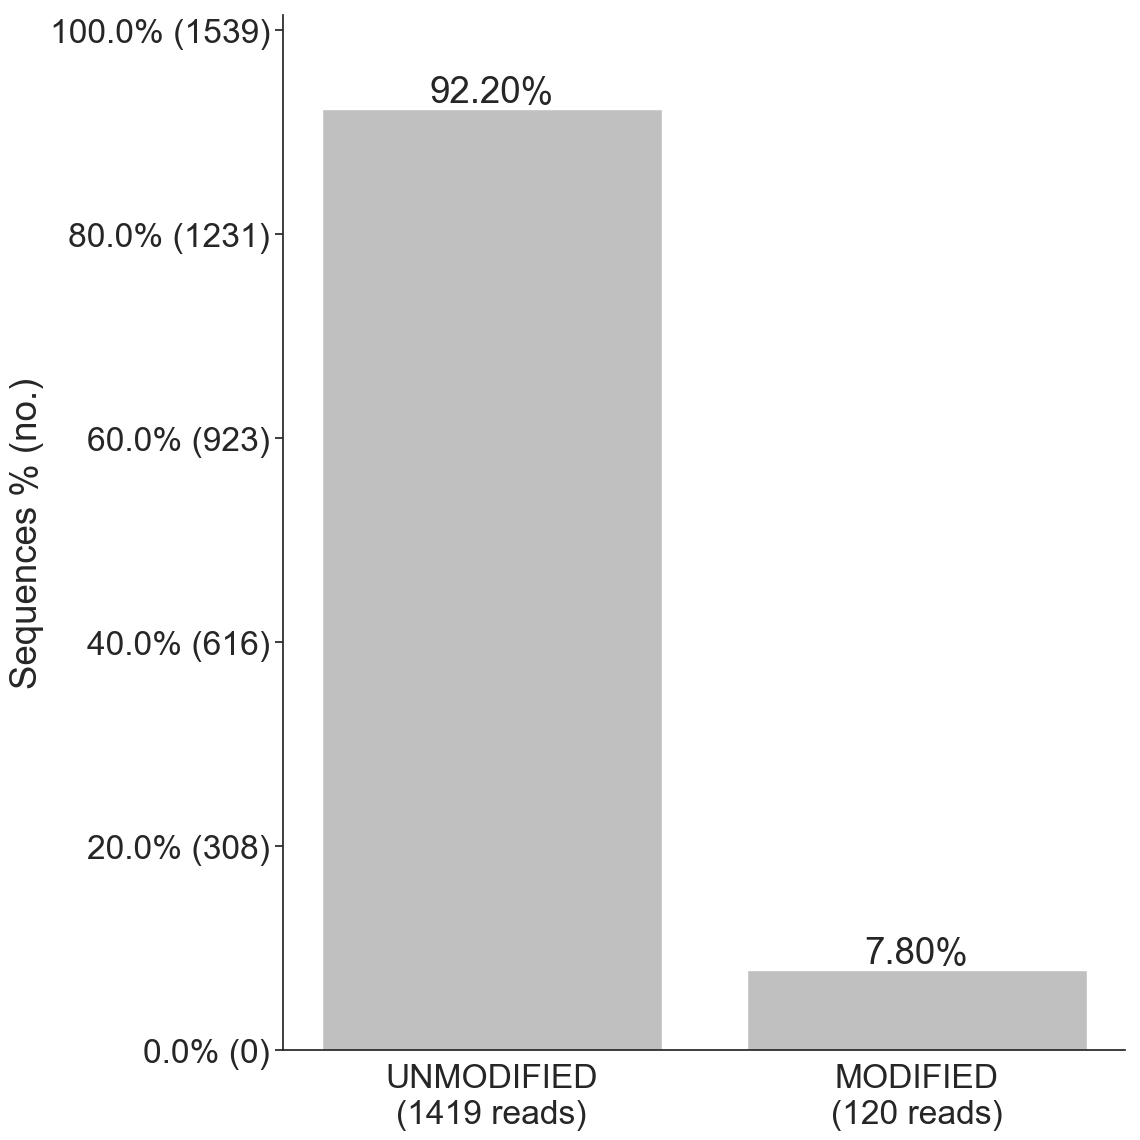 100.0% (1539)
92.20%
80.0% (1231)
60.0% (923)
Sequences % (no.)
40.0% (616)
20.0% (308)
7.80%
0.0% (0)
UNMODIFIED
(1419 reads)
MODIFIED
(120 reads)